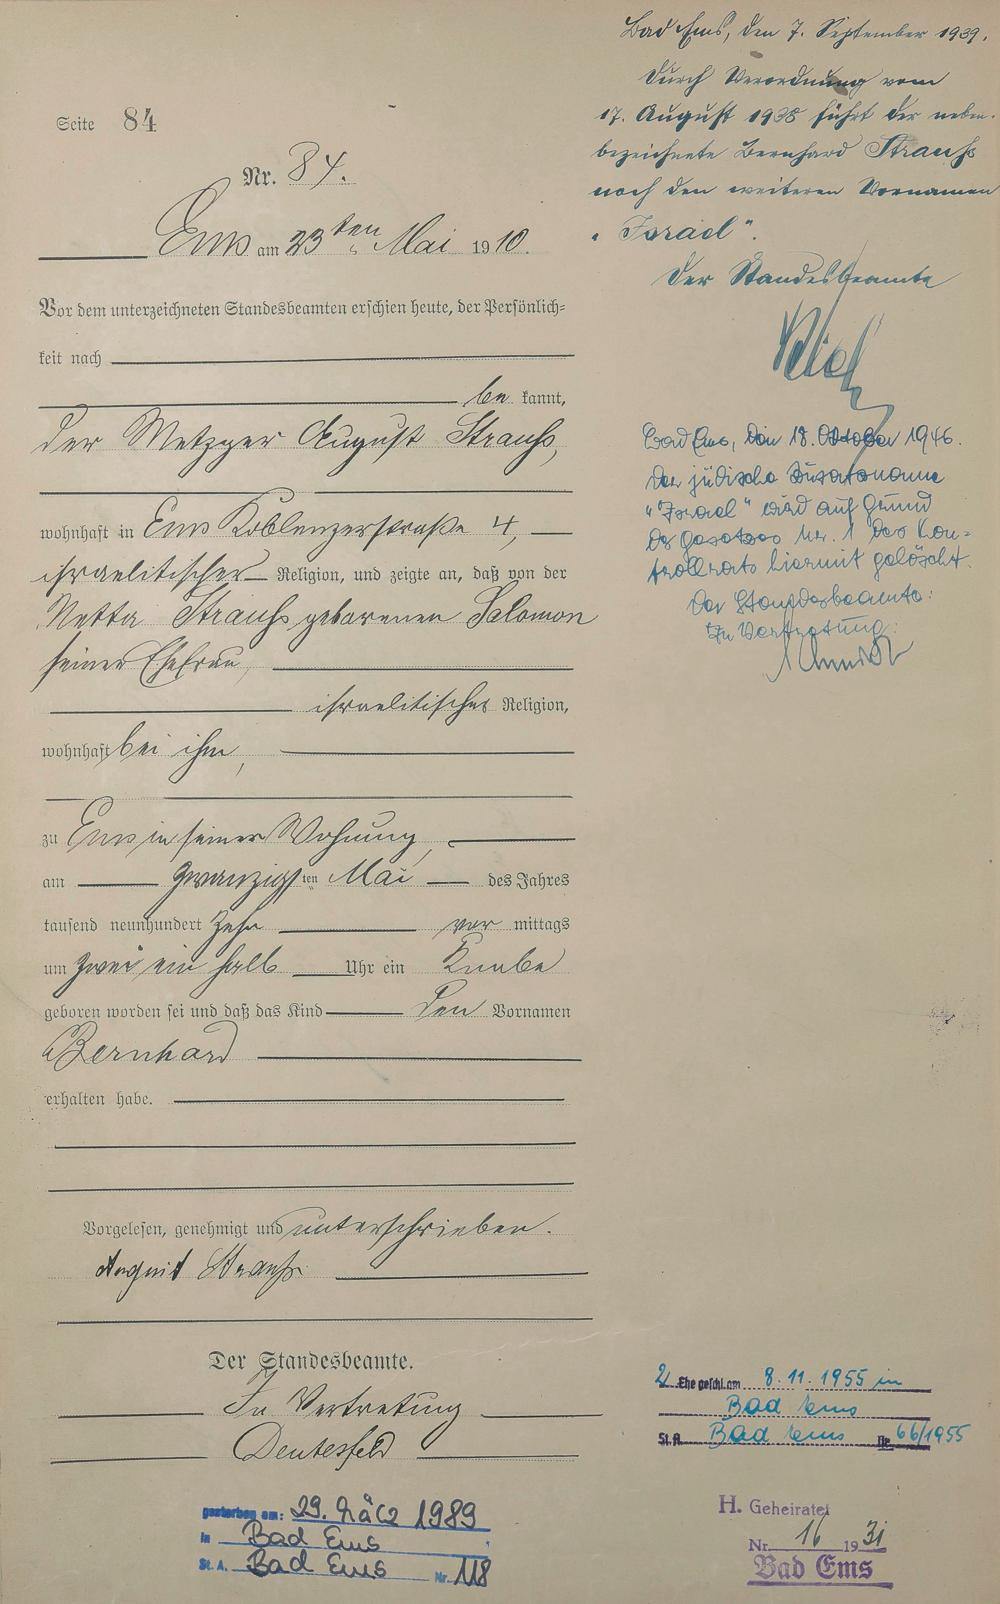 Seite 84
Nr. 84.
Ems am 23ten Mai 1910.
Vor dem unterzeichneten Standesbeamten erschien heute, der Persönlich=
keit nach
be kannt,
der Metzger August Strauß,
wohnhaft in Ems Koblenzerstraße 4,
israelitischer Religion, und zeigte an, daß von der
Netta Strauß geborenen Salomon
seiner Ehefrau,
israelitischer Religion,
wohnhaft bei ihm,
zu Ems in seiner Wohnung,
am zwanzigsten Mai des Jahres
tausend neunhundert zehn vor mittags
um zwei ein halb Uhr ein Knabe
geboren worden sei und daß das Kind den Vornamen
Bernhard
erhalten habe.
Vorgelesen, genehmigt und unterschrieben.
August Strauß
Der Standesbeamte.
In Vertretung
Deutesfeld
gestorben am: 29. März 1989
in Bad Ems
St. A. Bad Ems Nr. 118
Bad Ems, den 7. September 1939.
Durch Verordnung vom
17. August 1938 führt der neben-
bezeichnete Bernhard Strauß
noch den weiteren Vornamen
"Israel".
Der Standesbeamte
Bad Ems, den 18. Oktober 1946.
Der jüdische Zusatzname
"Israel" wird auf Grund
des Gesetzes Nr. 1 des Kon-
trollrats hiermit gelöscht.
Der Standesbeamte:
In Vertretung:
Schmidt
2. Ehe geschl. am 8.11.1955 in
Bad Ems
St. A. Bad Ems Nr. 66/1955
H. Geheiratet
Nr. 16 1931
Bad Ems